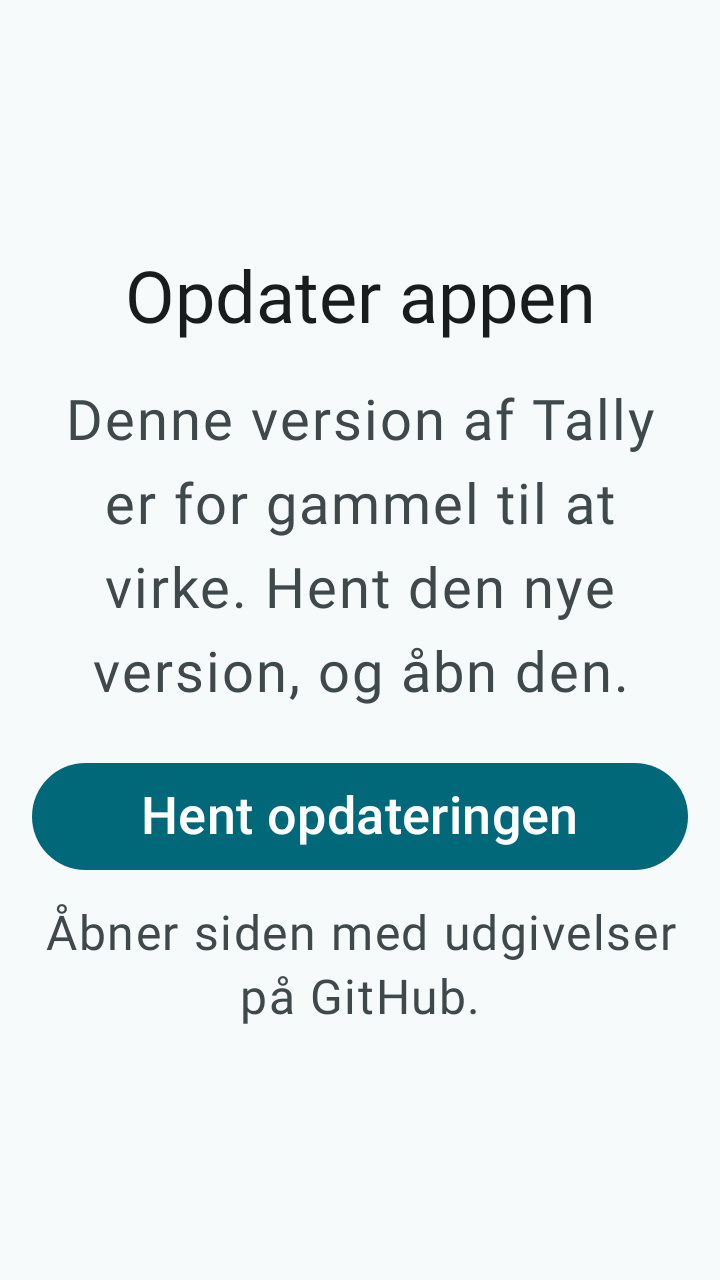 Opdater appen
Denne version af Tally
er for gammel til at
virke. Hent den nye
version, og åbn den.
Hent opdateringen
Åbner siden med udgivelser
på GitHub.